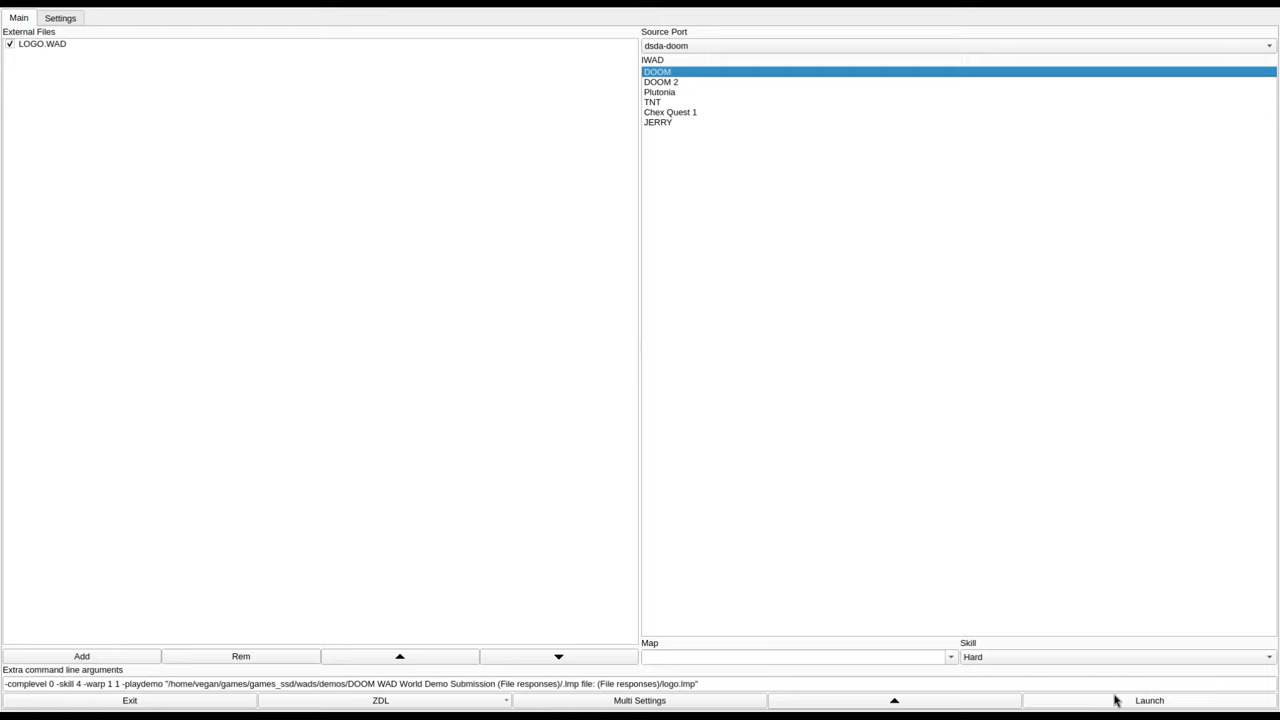 Main Settings
External Files
LOGO.WAD
Source Port
dsda-doom
IWAD
DOOM
DOOM 2
Plutonia
TNT
Chex Quest 1
JERRY
Map Skill
Hard
Add Rem
Extra command line arguments
-complevel 0 -skill 4 -warp 1 1 -playdemo "/home/vegan/games/games_ssd/wads/demos/DOOM WAD World Demo Submission (File responses)/.lmp file: (File responses)/logo.lmp"
Exit ZDL Multi Settings Launch